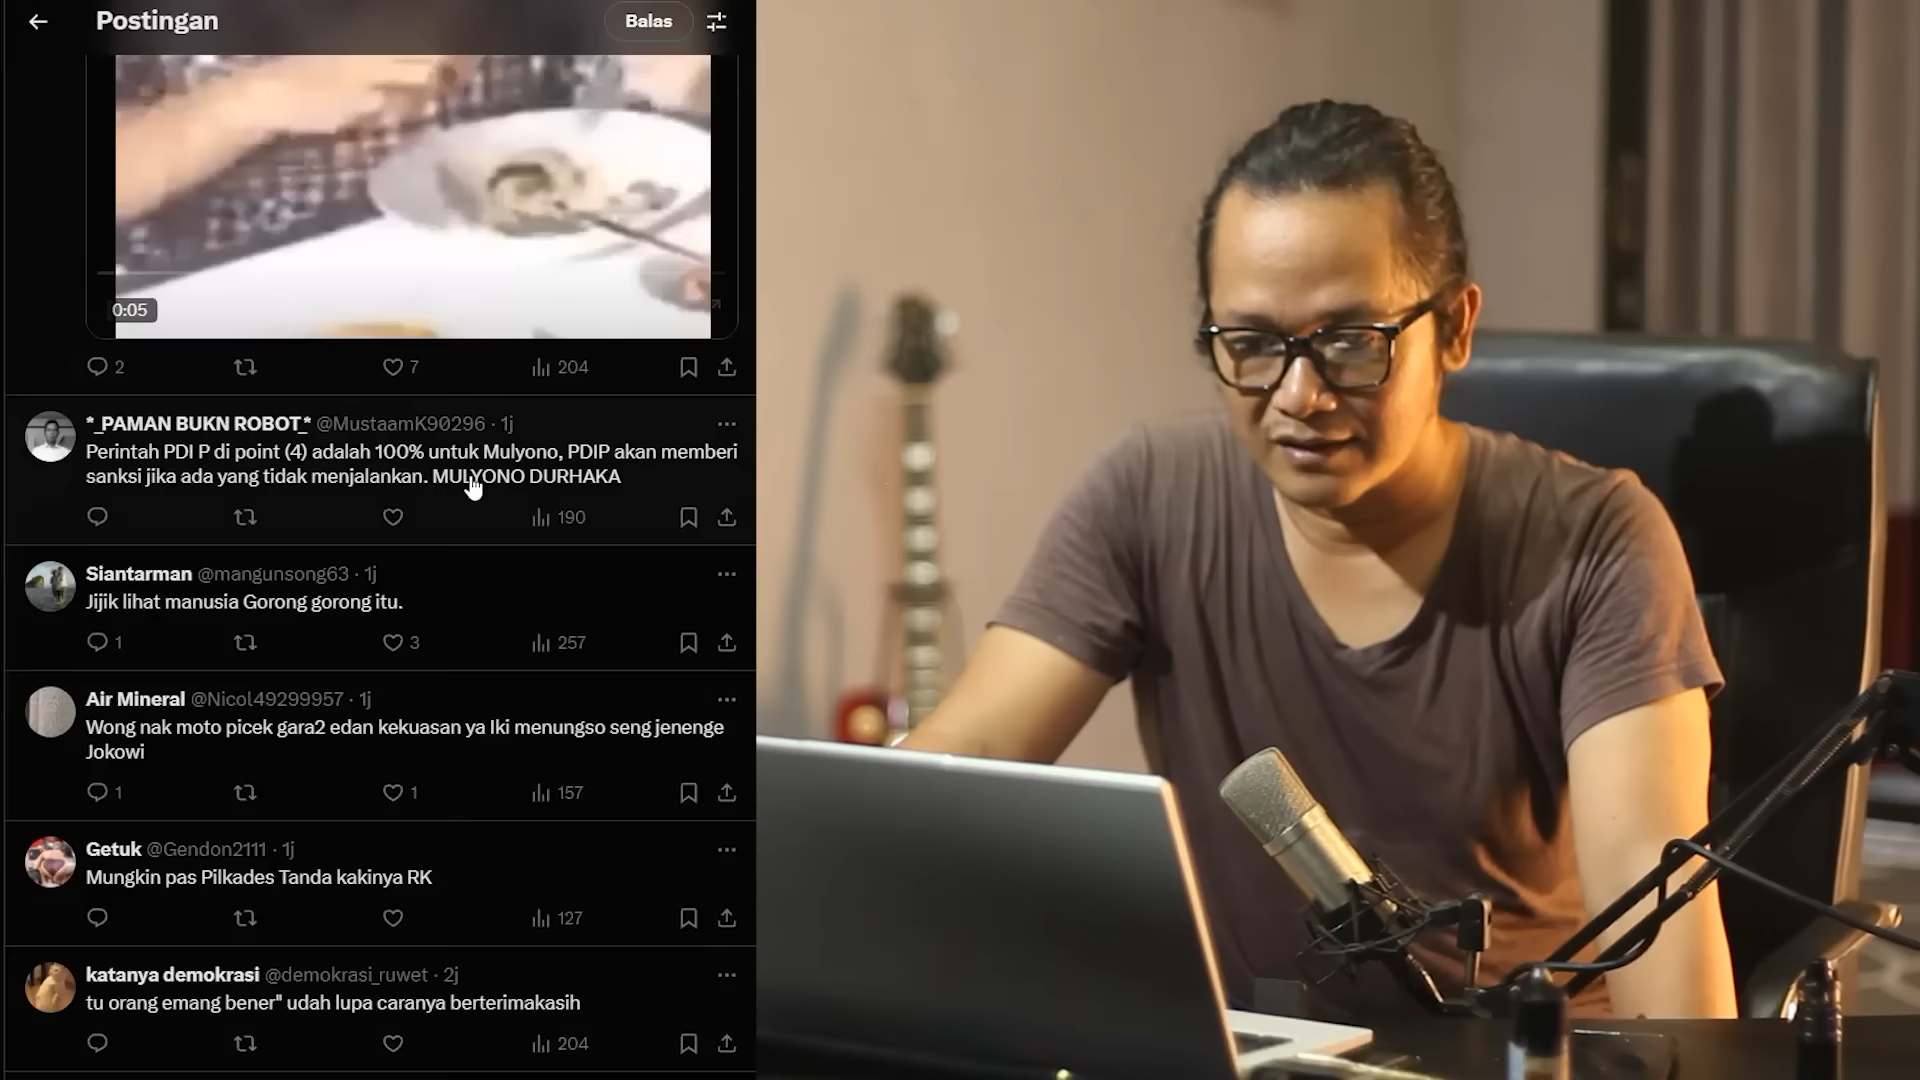 Postingan
Balas
0:05
2
7
204
*_PAMAN BUKN ROBOT_* @MustaamK90296 · 1j
Perintah PDI P di point (4) adalah 100% untuk Mulyono, PDIP akan memberi
sanksi jika ada yang tidak menjalankan. MULYONO DURHAKA
190
Siantarman @mangunsong63 · 1j
Jijik lihat manusia Gorong gorong itu.
1
3
257
Air Mineral @Nicol49299957 · 1j
Wong nak moto picek gara2 edan kekuasan ya Iki menungso seng jenenge
Jokowi
1
1
157
Getuk @Gendon2111 · 1j
Mungkin pas Pilkades Tanda kakinya RK
127
katanya demokrasi @demokrasi_ruwet · 2j
tu orang emang bener" udah lupa caranya berterimakasih
204